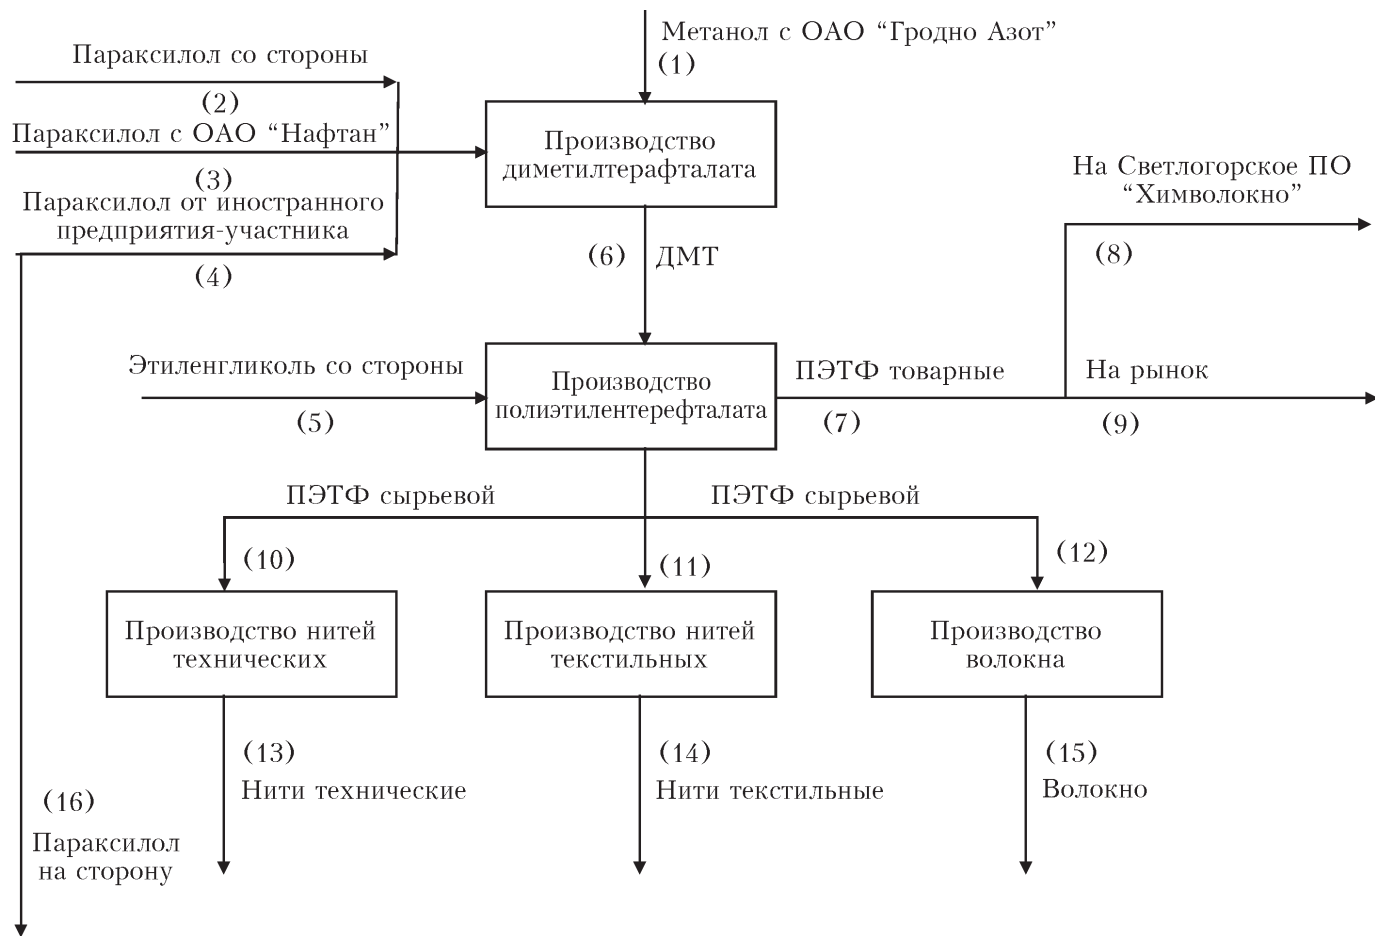 Метанол с ОАО “Гродно Азот”
(1)
Параксилол со стороны
(2)
Параксилол с ОАО “Нафтан”
(3)
Параксилол от иностранного
предприятия-участника
(4)
Производство
диметилтерафталата
(6) ДМТ
На Светлогорское ПО
“Химволокно”
(8)
Этиленгликоль со стороны
(5)
Производство
полиэтилентерефталата
ПЭТФ товарные
(7)
На рынок
(9)
ПЭТФ сырьевой
ПЭТФ сырьевой
(10)
(11)
(12)
Производство нитей
технических
Производство нитей
текстильных
Производство
волокна
(13)
Нити технические
(14)
Нити текстильные
(15)
Волокно
(16)
Параксилол
на сторону